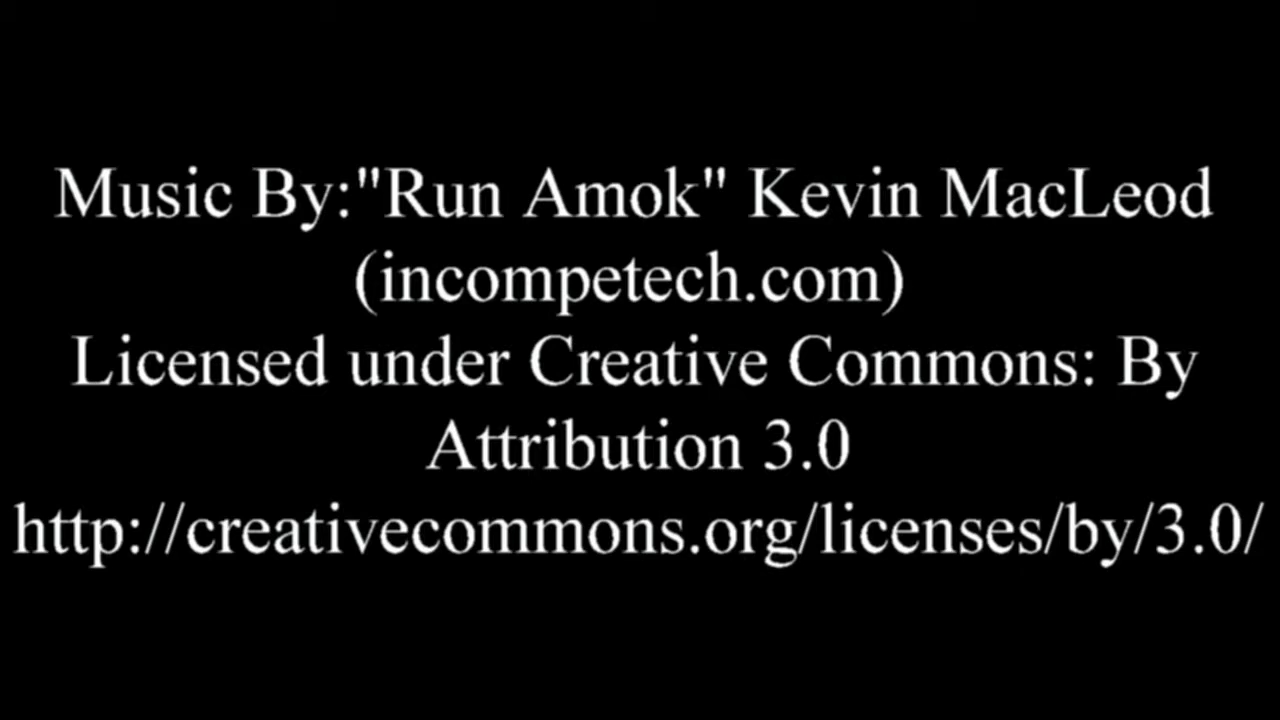 Music By:"Run Amok" Kevin MacLeod
(incompetech.com)
Licensed under Creative Commons: By
Attribution 3.0
http://creativecommons.org/licenses/by/3.0/